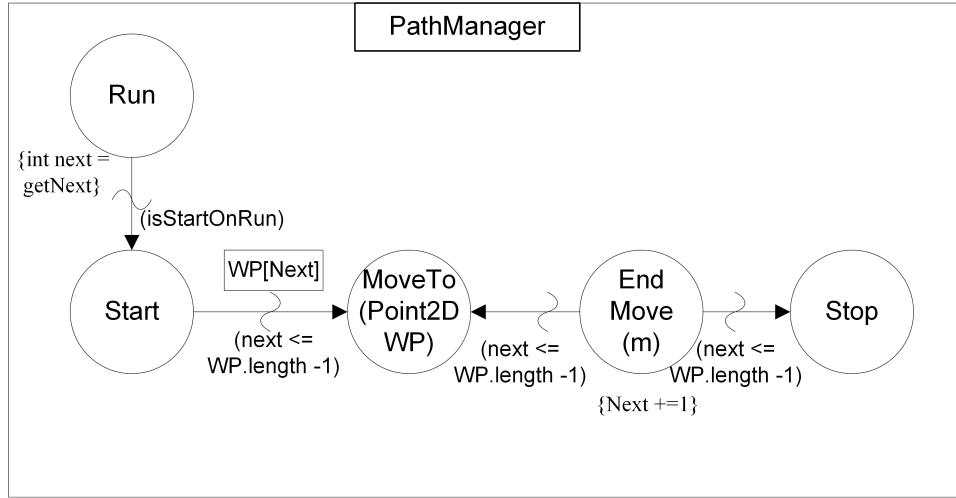 PathManager
Run
{int next =
getNext}
(isStartOnRun)
Start
WP[Next]
(next <=
WP.length -1)
MoveTo
(Point2D
WP)
(next <=
WP.length -1)
End
Move
(m)
{Next +=1}
(next <=
WP.length -1)
Stop